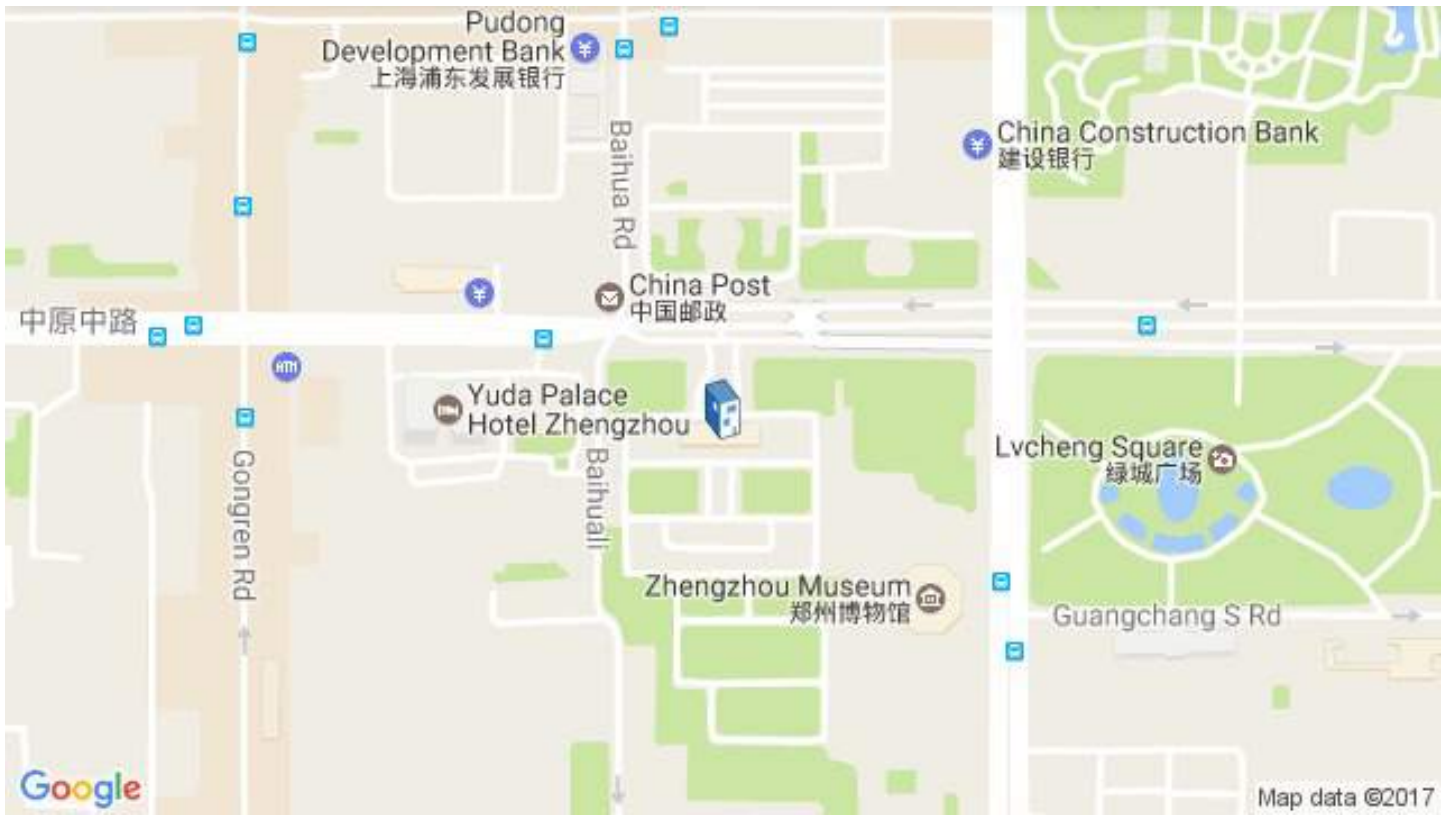 Pudong
Development Bank
上海浦东发展银行
China Construction Bank
建设银行
Baihua Rd
China Post
中国邮政
中原中路
ATM
Yuda Palace
Hotel Zhengzhou
Lvcheng Square
绿城广场
Gongren Rd
Baihuali
Zhengzhou Museum
郑州博物馆
Guangchang S Rd
Google
Map data ©2017